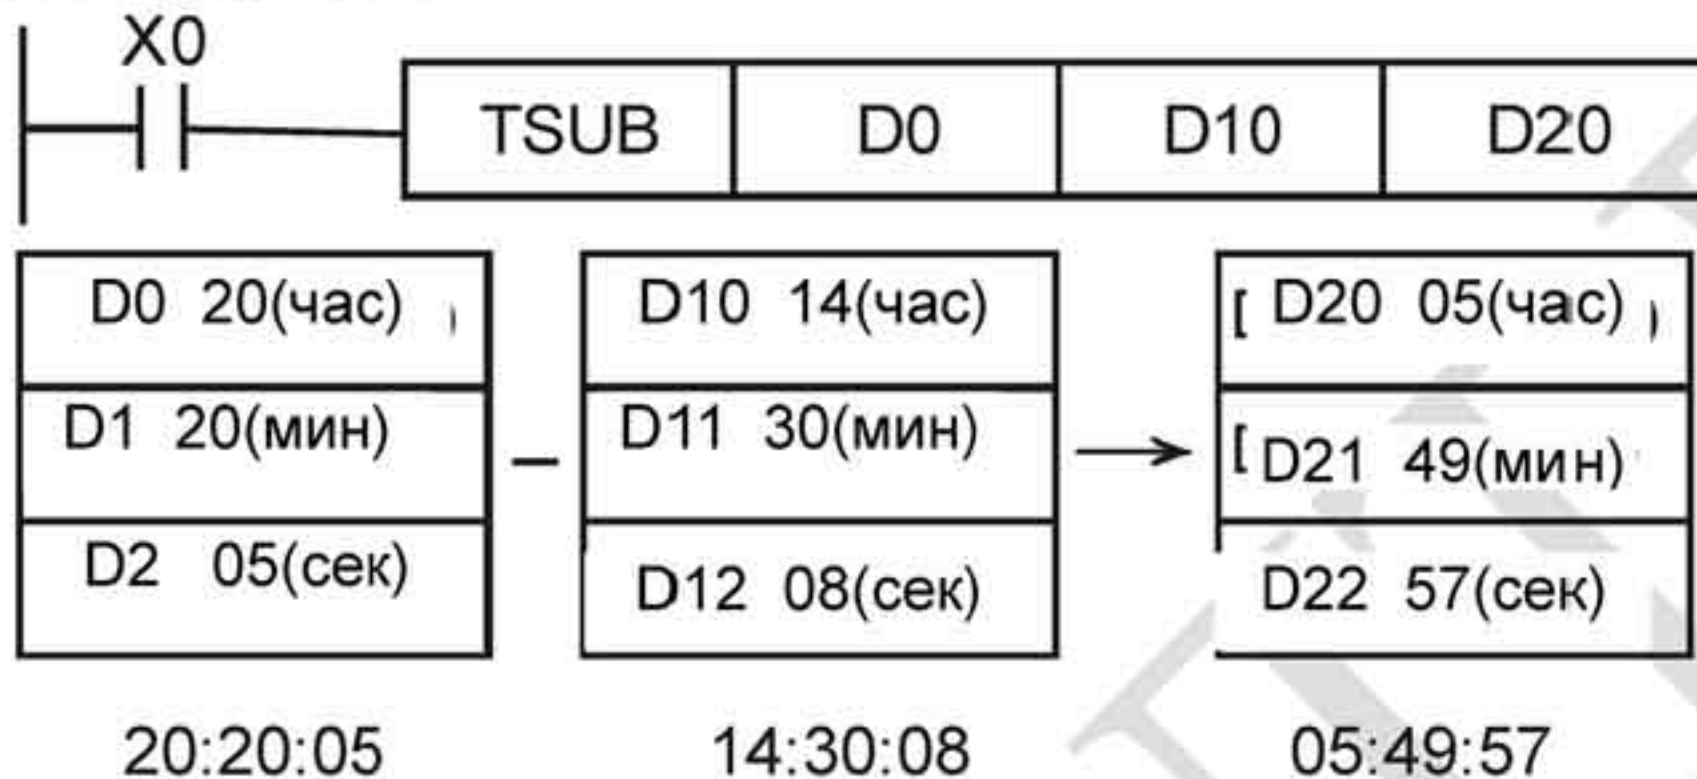 X0
TSUB D0 D10 D20
D0 20(час) D10 14(час) D20 05(час)
D1 20(мин) – D11 30(мин) → D21 49(мин)
D2 05(сек) D12 08(сек) D22 57(сек)
20:20:05 14:30:08 05:49:57